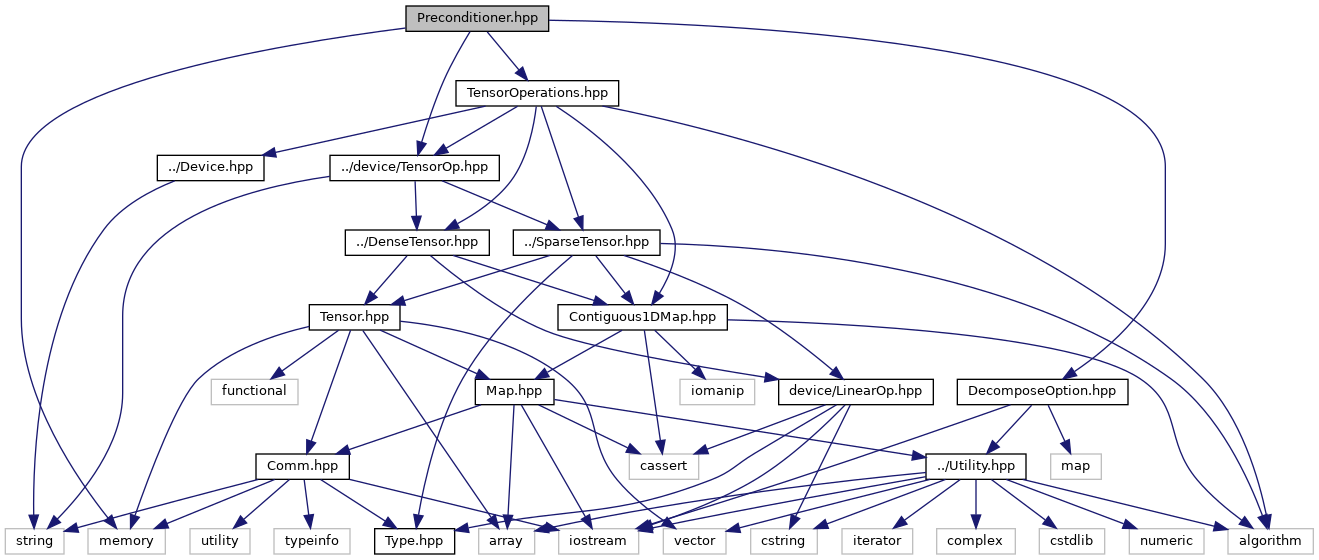 Preconditioner.hpp
TensorOperations.hpp
../Device.hpp
../device/TensorOp.hpp
../DenseTensor.hpp
../SparseTensor.hpp
Tensor.hpp
Contiguous1DMap.hpp
functional
Map.hpp
iomanip
device/LinearOp.hpp
DecomposeOption.hpp
Comm.hpp
cassert
../Utility.hpp
map
string
memory
utility
typeinfo
Type.hpp
array
iostream
vector
cstring
iterator
complex
cstdlib
numeric
algorithm